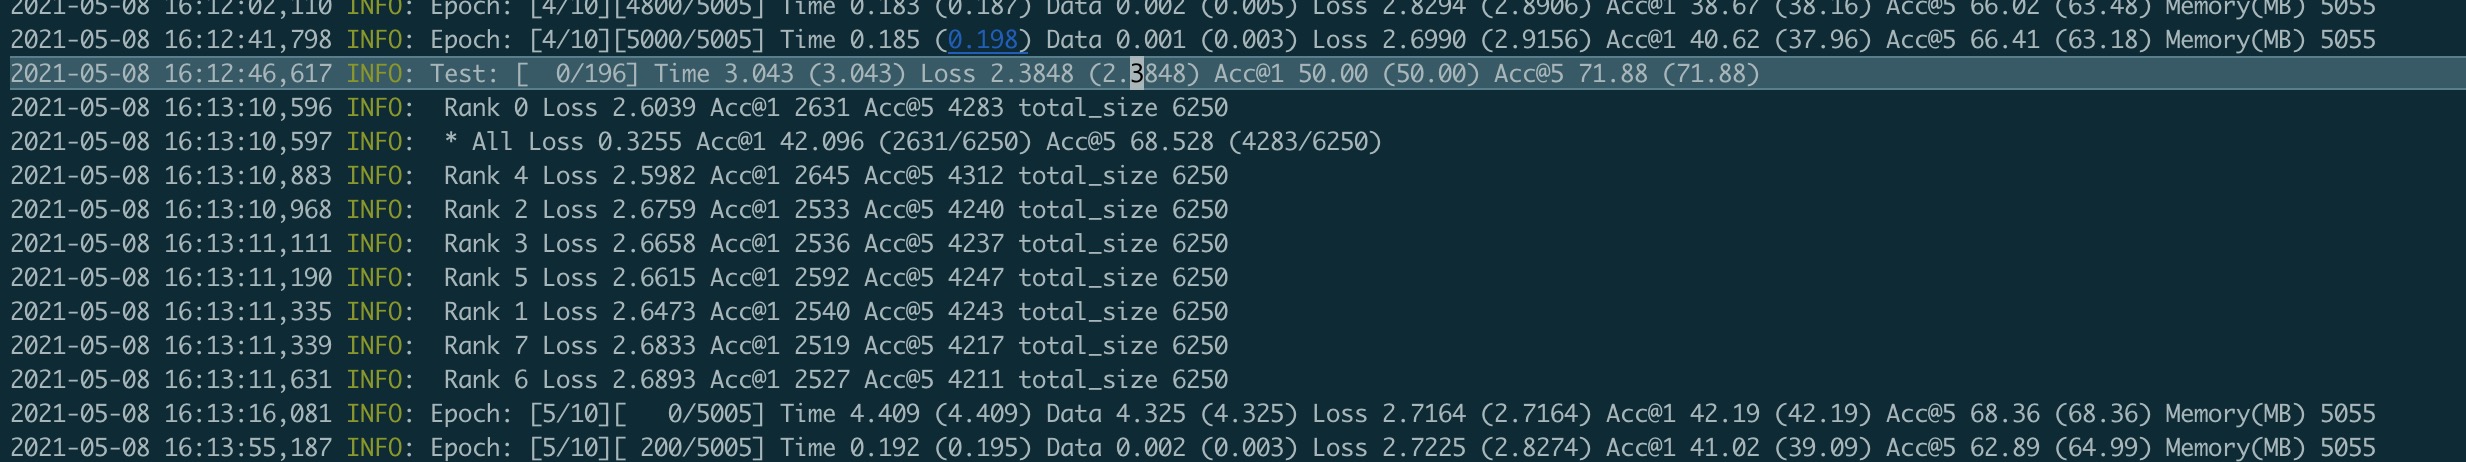 2021-05-08 16:12:02,110 INFO: Epoch: [4/10][4800/5005] Time 0.183 (0.187) Data 0.002 (0.005) Loss 2.8294 (2.8906) Acc@1 38.67 (38.16) Acc@5 66.02 (63.48) Memory(MB) 5055
2021-05-08 16:12:41,798 INFO: Epoch: [4/10][5000/5005] Time 0.185 (0.198) Data 0.001 (0.003) Loss 2.6990 (2.9156) Acc@1 40.62 (37.96) Acc@5 66.41 (63.18) Memory(MB) 5055
2021-05-08 16:12:46,617 INFO: Test: [  0/196] Time 3.043 (3.043) Loss 2.3848 (2.3848) Acc@1 50.00 (50.00) Acc@5 71.88 (71.88)
2021-05-08 16:13:10,596 INFO:  Rank 0 Loss 2.6039 Acc@1 2631 Acc@5 4283 total_size 6250
2021-05-08 16:13:10,597 INFO:  * All Loss 0.3255 Acc@1 42.096 (2631/6250) Acc@5 68.528 (4283/6250)
2021-05-08 16:13:10,883 INFO:  Rank 4 Loss 2.5982 Acc@1 2645 Acc@5 4312 total_size 6250
2021-05-08 16:13:10,968 INFO:  Rank 2 Loss 2.6759 Acc@1 2533 Acc@5 4240 total_size 6250
2021-05-08 16:13:11,111 INFO:  Rank 3 Loss 2.6658 Acc@1 2536 Acc@5 4237 total_size 6250
2021-05-08 16:13:11,190 INFO:  Rank 5 Loss 2.6615 Acc@1 2592 Acc@5 4247 total_size 6250
2021-05-08 16:13:11,335 INFO:  Rank 1 Loss 2.6473 Acc@1 2540 Acc@5 4243 total_size 6250
2021-05-08 16:13:11,339 INFO:  Rank 7 Loss 2.6833 Acc@1 2519 Acc@5 4217 total_size 6250
2021-05-08 16:13:11,631 INFO:  Rank 6 Loss 2.6893 Acc@1 2527 Acc@5 4211 total_size 6250
2021-05-08 16:13:16,081 INFO: Epoch: [5/10][   0/5005] Time 4.409 (4.409) Data 4.325 (4.325) Loss 2.7164 (2.7164) Acc@1 42.19 (42.19) Acc@5 68.36 (68.36) Memory(MB) 5055
2021-05-08 16:13:55,187 INFO: Epoch: [5/10][ 200/5005] Time 0.192 (0.195) Data 0.002 (0.003) Loss 2.7225 (2.8274) Acc@1 41.02 (39.09) Acc@5 62.89 (64.99) Memory(MB) 5055